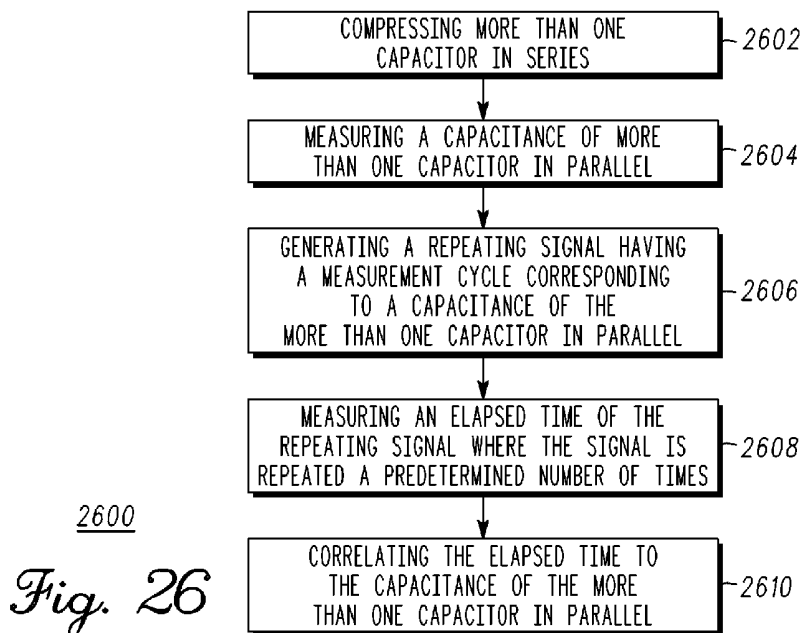 COMPRESSING MORE THAN ONE
CAPACITOR IN SERIES
2602
MEASURING A CAPACITANCE OF MORE
THAN ONE CAPACITOR IN PARALLEL
2604
GENERATING A REPEATING SIGNAL HAVING
A MEASUREMENT CYCLE CORRESPONDING
TO A CAPACITANCE OF THE
MORE THAN ONE CAPACITOR IN PARALLEL
2606
MEASURING AN ELAPSED TIME OF THE
REPEATING SIGNAL WHERE THE SIGNAL IS
REPEATED A PREDETERMINED NUMBER OF TIMES
2608
CORRELATING THE ELAPSED TIME TO
THE CAPACITANCE OF THE MORE
THAN ONE CAPACITOR IN PARALLEL
2610
2600
Fig. 26